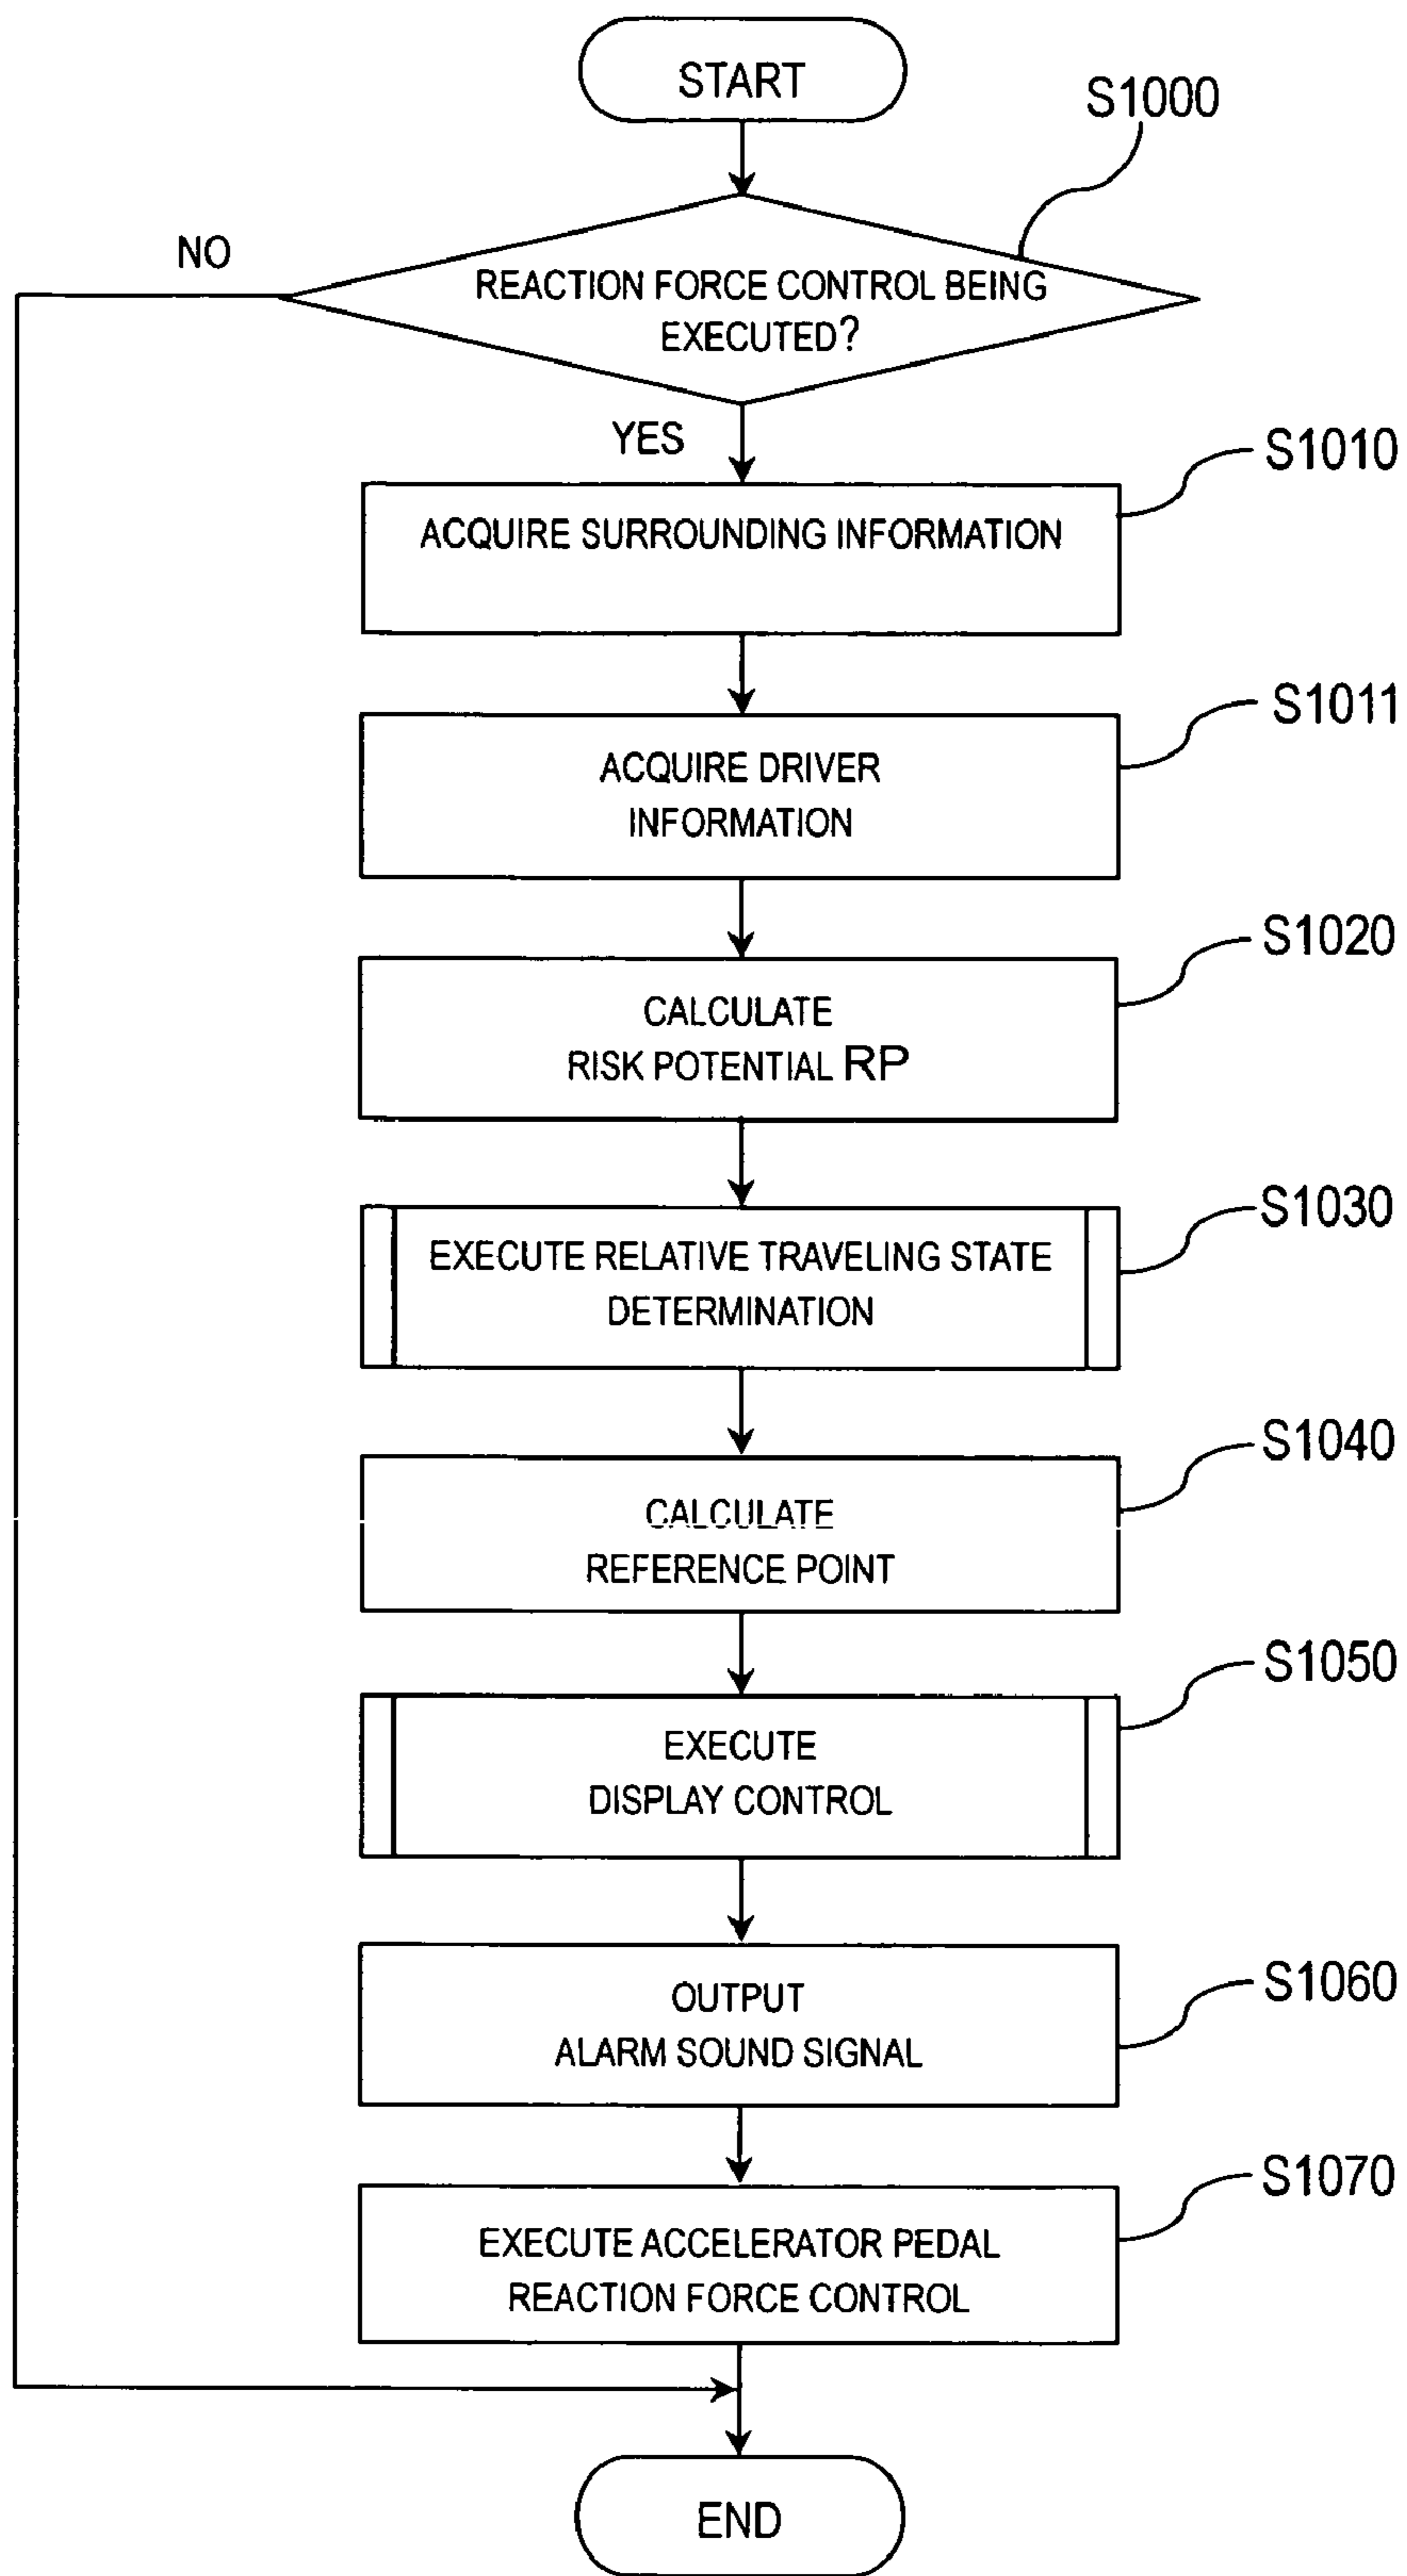 START
S1000
NO
REACTION FORCE CONTROL BEING
EXECUTED?
YES
S1010
ACQUIRE SURROUNDING INFORMATION
S1011
ACQUIRE DRIVER
INFORMATION
S1020
CALCULATE
RISK POTENTIAL RP
S1030
EXECUTE RELATIVE TRAVELING STATE
DETERMINATION
S1040
CALCULATE
REFERENCE POINT
S1050
EXECUTE
DISPLAY CONTROL
S1060
OUTPUT
ALARM SOUND SIGNAL
S1070
EXECUTE ACCELERATOR PEDAL
REACTION FORCE CONTROL
END